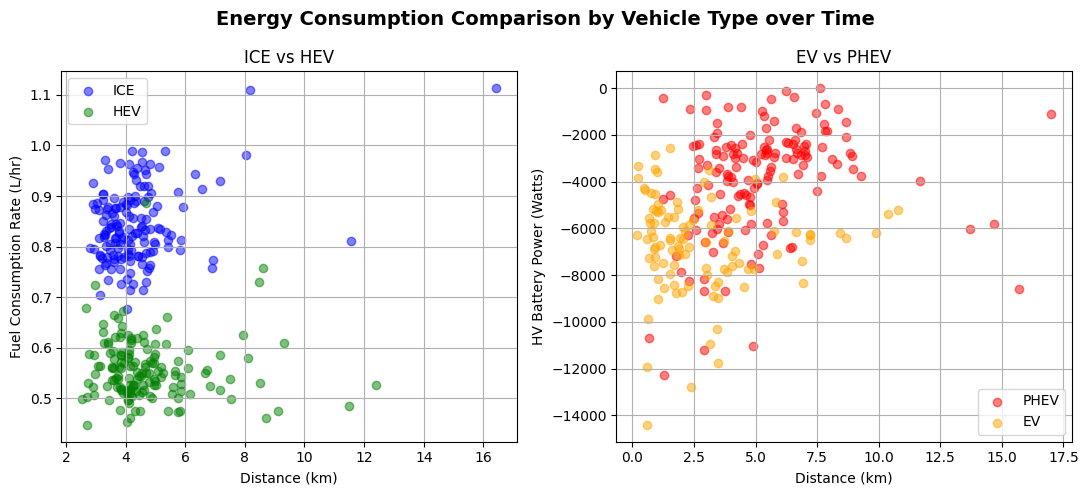 Energy Consumption Comparison by Vehicle Type over Time
ICE vs HEV
ICE
HEV
1.1
1.0
0.9
0.8
0.7
0.6
0.5
Fuel Consumption Rate (L/hr)
2 4 6 8 10 12 14 16
Distance (km)
EV vs PHEV
0
−2000
−4000
−6000
−8000
−10000
−12000
−14000
HV Battery Power (Watts)
PHEV
EV
0.0 2.5 5.0 7.5 10.0 12.5 15.0 17.5
Distance (km)